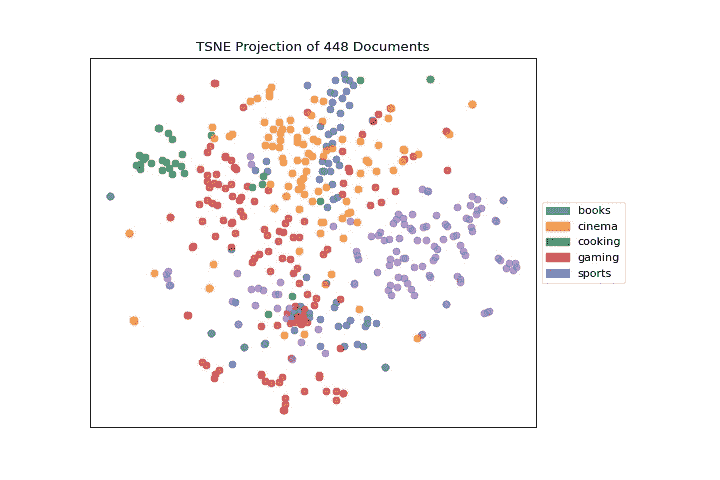 TSNE Projection of 448 Documents
books
cinema
cooking
gaming
sports